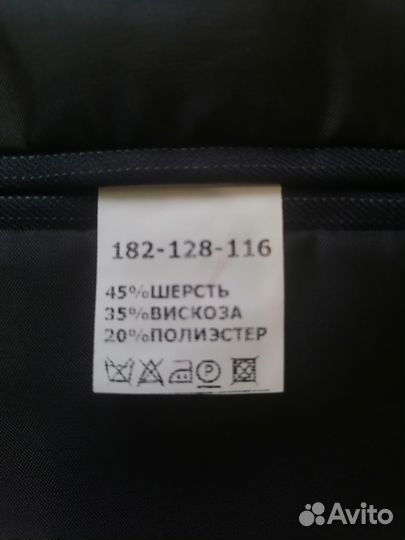 182-128-116
45%ШЕРСТЬ
35%ВИСКОЗА
20%ПОЛИЭСТЕР
P
Avito